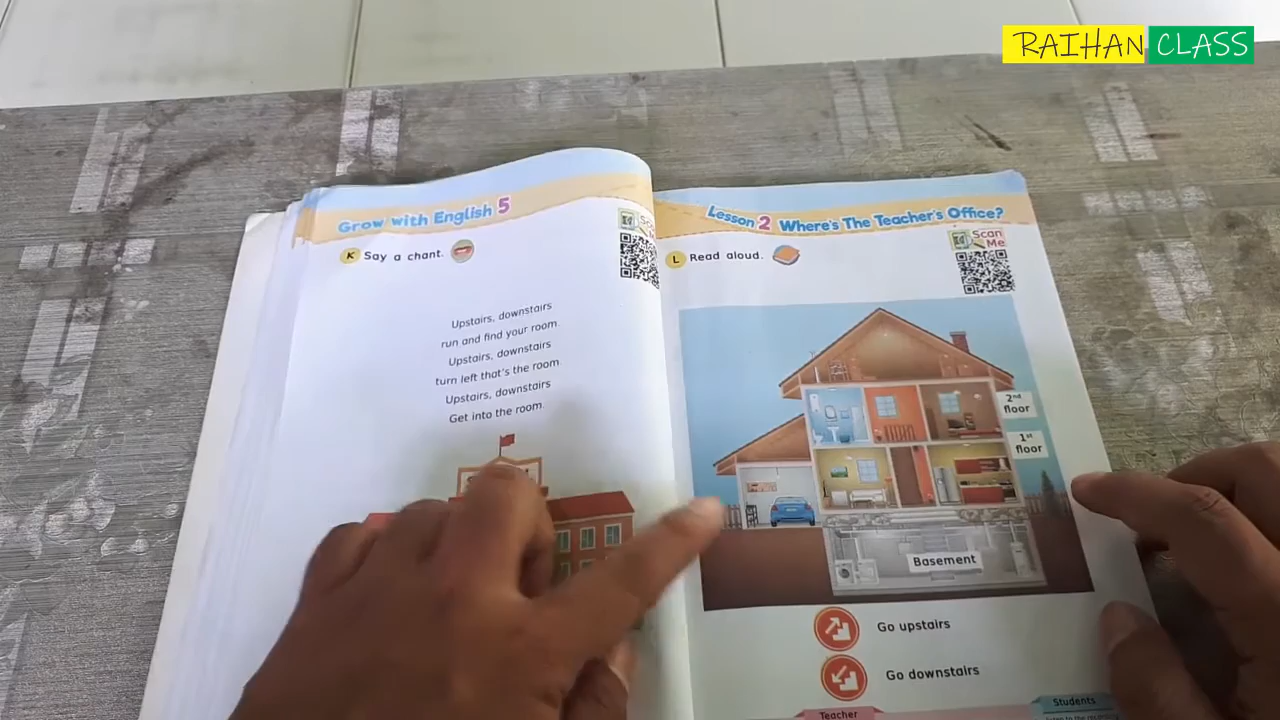 RAIHAN CLASS
Grow with English 5
K Say a chant.
Upstairs, downstairs
run and find your room.
Upstairs, downstairs
turn left that's the room.
Upstairs, downstairs
Get into the room.
Lesson 2 Where's The Teacher's Office?
Scan
Me
L Read aloud.
2nd
floor
1st
floor
Basement
Go upstairs
Go downstairs
Teacher
Students